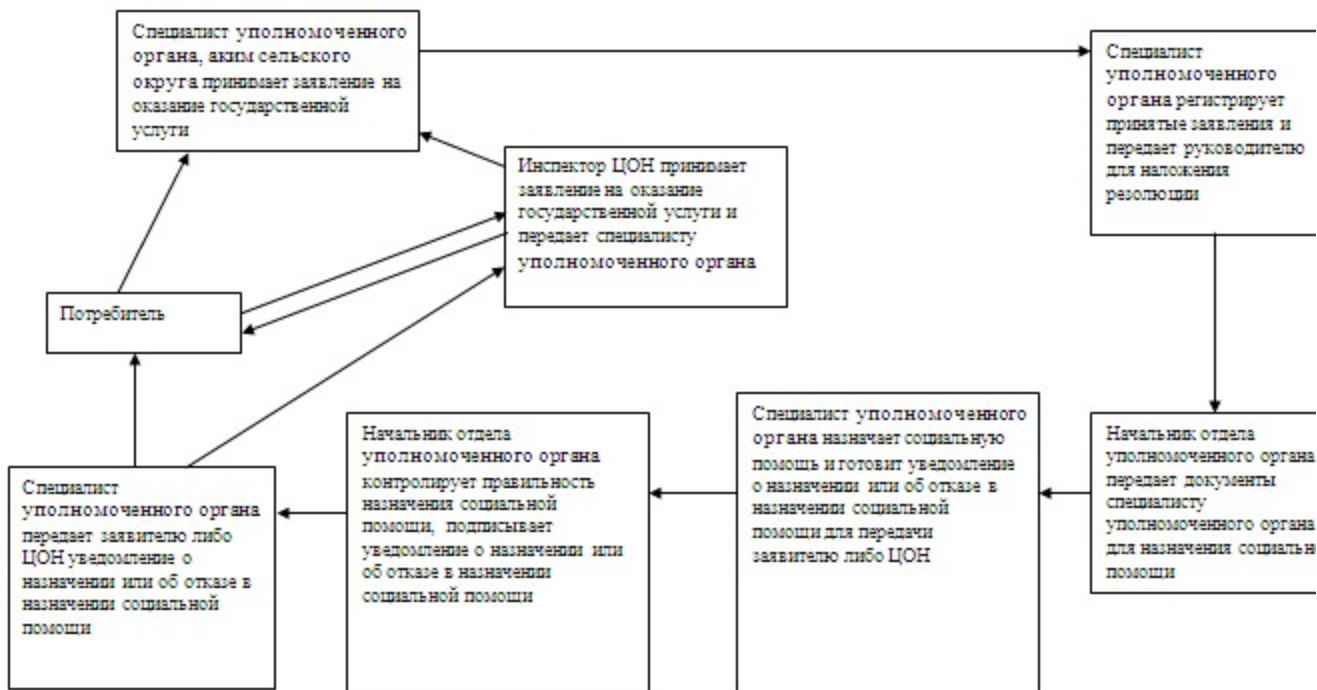 Специалист уполномоченного
органа, аким сельского
округа принимает заявление на
оказание государственной
услуги
Специалист
уполномоченного
органа регистрирует
принятые заявления и
передает руководителю
для наложения
резолюции
Инспектор ЦОН принимает
заявление на оказание
государственной услуги и
передает специалисту
уполномоченного органа
Потребитель
Начальник отдела
уполномоченного органа
передает документы
специалисту
уполномоченного органа
для назначения социальн
помощи
Специалист уполномоченного
органа назначает социальную
помощь и готовит уведомление
о назначении или об отказе в
назначении социальной
помощи для передачи
заявителю либо ЦОН
Начальник отдела
уполномоченного органа
контролирует правильность
назначения социальной
помощи, подписывает
уведомление о назначении или
об отказе в назначении
социальной помощи
Специалист
уполномоченного органа
передает заявителю либо
ЦОН уведомление о
назначении или об отказе в
назначении социальной
помощи